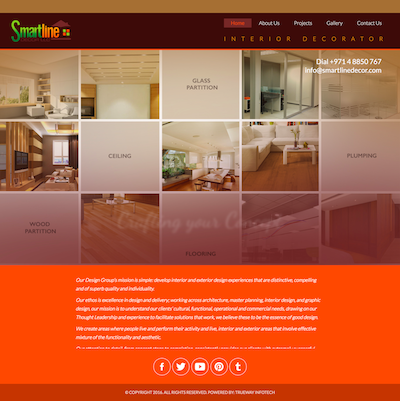 Smartline
Home About Us Projects Gallery Contact Us
INTERIOR DECORATOR
Dial +971 4 8850 767
info@smartlinedecor.com
GLASS
PARTITION
CEILING
PLUMPING
WOOD
PARTITION
Crafting your Concept
FLOORING
Our Design Group's mission is simple; develop interior and exterior design experiences that are distinctive, compelling
and of superb quality and individuality.
Our ethos is excellence in design and delivery; working across architecture, master planning, interior design, and graphic
design, our mission is to understand our clients' cultural, functional, operational and commercial needs, drawing on our
Thought Leadership and experience to facilitate solutions that work, we believe these to be the essence of good design.
We create areas where people live and perform their activity and live, interior and exterior areas that involve effective
mixture of the functionality and aesthetic.
© COPYRIGHT 2016. ALL RIGHTS RESERVED. POWERED BY: TRUEWAY INFOTECH